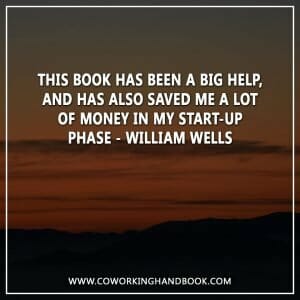 THIS BOOK HAS BEEN A BIG HELP,
AND HAS ALSO SAVED ME A LOT
OF MONEY IN MY START-UP
PHASE - WILLIAM WELLS
WWW.COWORKINGHANDBOOK.COM